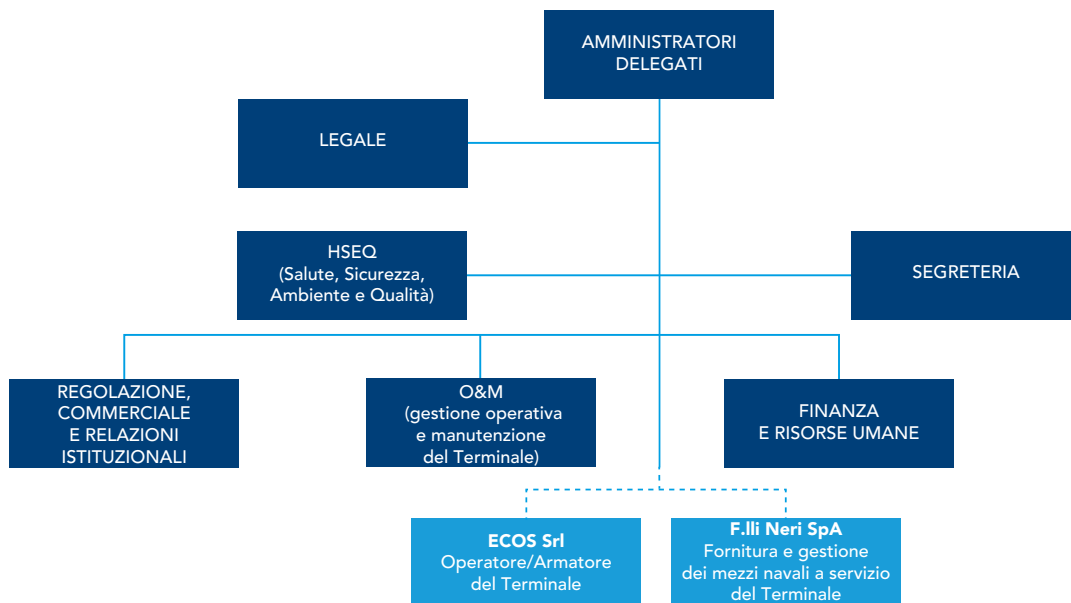 AMMINISTRATORI
DELEGATI
LEGALE
HSEQ
(Salute, Sicurezza,
Ambiente e Qualità)
SEGRETERIA
REGOLAZIONE,
COMMERCIALE
E RELAZIONI
ISTITUZIONALI
O&M
(gestione operativa
e manutenzione
del Terminale)
FINANZA
E RISORSE UMANE
ECOS Srl
Operatore/Armatore
del Terminale
F.lli Neri SpA
Fornitura e gestione
dei mezzi navali a servizio
del Terminale